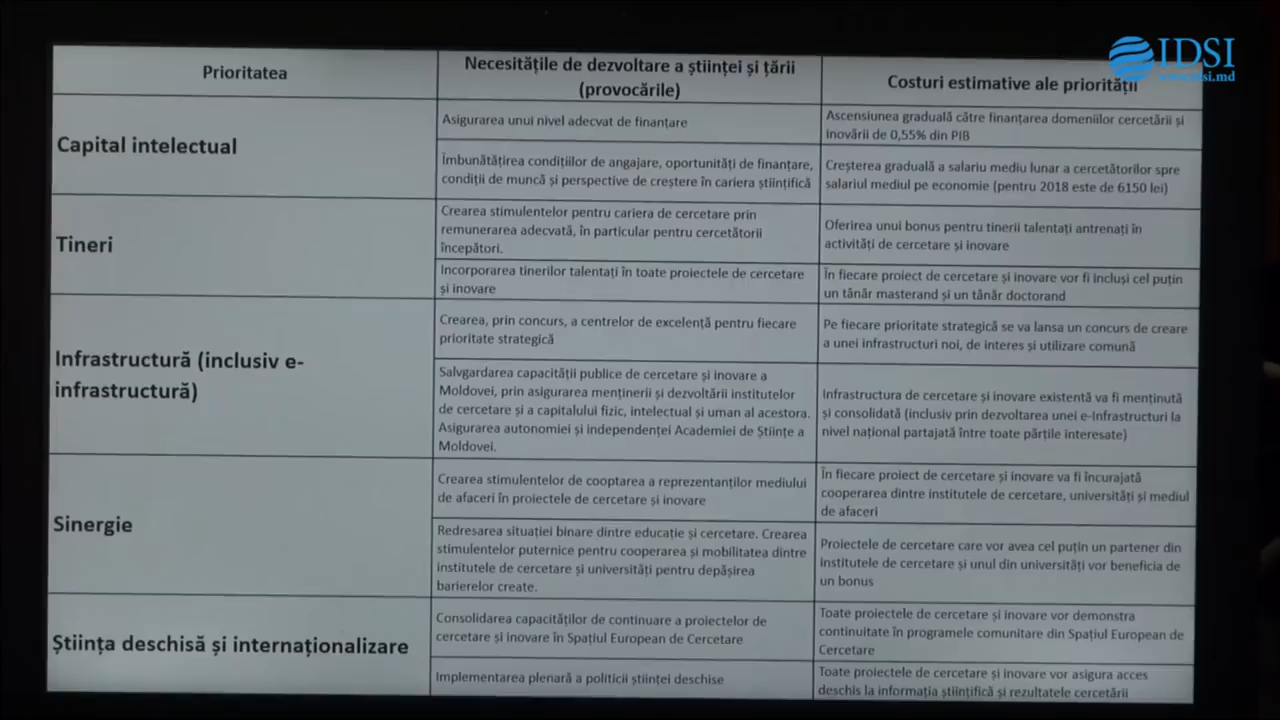 IDSI
www.idsi.md
Prioritatea
Necesitățile de dezvoltare a științei și țării
(provocările)
Costuri estimative ale priorității
Capital intelectual
Asigurarea unui nivel adecvat de finanțare
Ascensiunea graduală către finanțarea domeniilor cercetării și
inovării de 0,55% din PIB
Îmbunătățirea condițiilor de angajare, oportunități de finanțare,
condiții de muncă și perspective de creștere în cariera științifică
Creșterea graduală a salariu mediu lunar a cercetătorilor spre
salariul mediul pe economie (pentru 2018 este de 6150 lei)
Tineri
Crearea stimulentelor pentru cariera de cercetare prin
remunerarea adecvată, în particular pentru cercetătorii
începători.
Oferirea unui bonus pentru tinerii talentați antrenați în
activități de cercetare și inovare
Incorporarea tinerilor talentați în toate proiectele de cercetare
și inovare
În fiecare proiect de cercetare și inovare vor fi incluși cel puțin
un tânăr masterand și un tânăr doctorand
Infrastructură (inclusiv e-
infrastructură)
Crearea, prin concurs, a centrelor de excelență pentru fiecare
prioritate strategică
Pe fiecare prioritate strategică se va lansa un concurs de creare
a unei infrastructuri noi, de interes și utilizare comună
Salvgardarea capacității publice de cercetare și inovare a
Moldovei, prin asigurarea menținerii și dezvoltării institutelor
de cercetare și a capitalului fizic, intelectual și uman al acestora.
Asigurarea autonomiei și independenței Academiei de Științe a
Moldovei.
Infrastructura de cercetare și inovare existentă va fi menținută
și consolidată (inclusiv prin dezvoltarea unei e-Infrastructuri la
nivel național partajată între toate părțile interesate)
Sinergie
Crearea stimulentelor de cooptarea a reprezentanților mediului
de afaceri în proiectele de cercetare și inovare
În fiecare proiect de cercetare și inovare va fi încurajată
cooperarea dintre institutele de cercetare, universități și mediul
de afaceri
Redresarea situației binare dintre educație și cercetare. Crearea
stimulentelor puternice pentru cooperarea și mobilitatea dintre
institutele de cercetare și universități pentru depășirea
barierelor create.
Proiectele de cercetare care vor avea cel puțin un partener din
institutele de cercetare și unul din universități vor beneficia de
un bonus
Știința deschisă și internaționalizare
Consolidarea capacităților de continuare a proiectelor de
cercetare și inovare în Spațiul European de Cercetare
Toate proiectele de cercetare și inovare vor demonstra
continuitate în programele comunitare din Spațiul European de
Cercetare
Implementarea plenară a politicii științei deschise
Toate proiectele de cercetare și inovare vor asigura acces
deschis la informația științifică și rezultatele cercetării